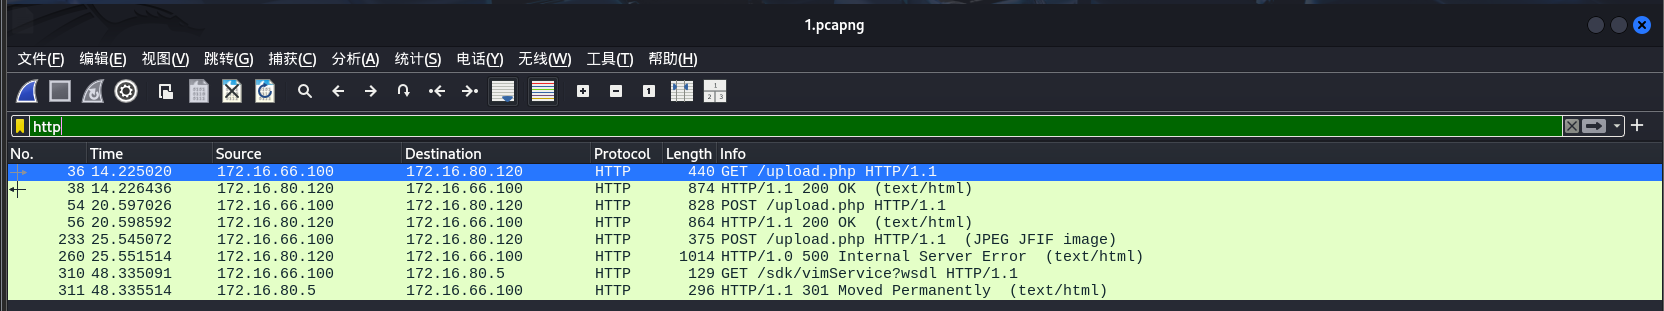 1.pcapng
文件(F) 编辑(E) 视图(V) 跳转(G) 捕获(C) 分析(A) 统计(S) 电话(Y) 无线(W) 工具(T) 帮助(H)
http
No. Time Source Destination Protocol Length Info
36 14.225020 172.16.66.100 172.16.80.120 HTTP 440 GET /upload.php HTTP/1.1
38 14.226436 172.16.80.120 172.16.66.100 HTTP 874 HTTP/1.1 200 OK (text/html)
54 20.597026 172.16.66.100 172.16.80.120 HTTP 828 POST /upload.php HTTP/1.1
56 20.598592 172.16.80.120 172.16.66.100 HTTP 864 HTTP/1.1 200 OK (text/html)
233 25.545072 172.16.66.100 172.16.80.120 HTTP 375 POST /upload.php HTTP/1.1 (JPEG JFIF image)
260 25.551514 172.16.80.120 172.16.66.100 HTTP 1014 HTTP/1.0 500 Internal Server Error (text/html)
310 48.335091 172.16.66.100 172.16.80.5 HTTP 129 GET /sdk/vimService?wsdl HTTP/1.1
311 48.335514 172.16.80.5 172.16.66.100 HTTP 296 HTTP/1.1 301 Moved Permanently (text/html)